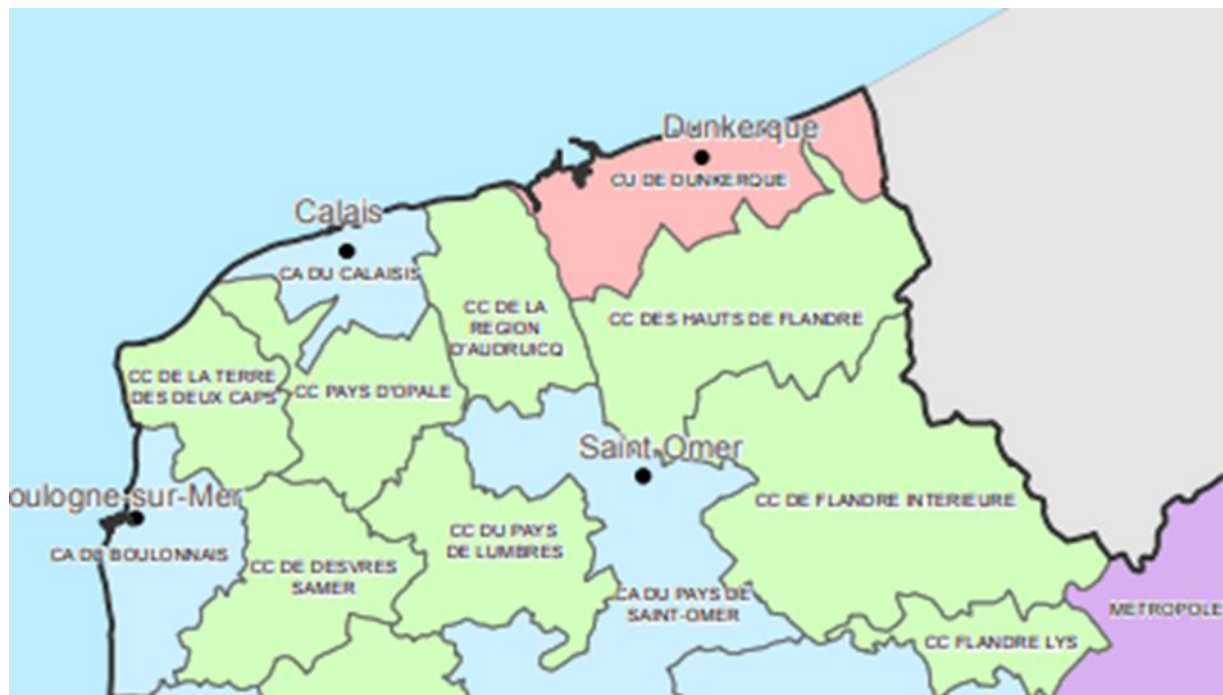 Dunkerque
CU DE DUNKERQUE
Calais
CA DU CALAISIS
CC DE LA
REGION
D'AUDRUICQ
CC DES HAUTS DE FLANDRE
CC DE LA TERRE
DES DEUX CAPS
CC PAYS D'OPALE
Saint-Omer
oulogne-sur-Mer
CC DE FLANDRE INTERIEURE
CC DU PAYS
DE LUMBRES
CA DE BOULONNAIS
CC DE DESVRES
SAMER
CA DU PAYS DE
SAINT-OMER
METROPOLE
CC FLANDRE LYS